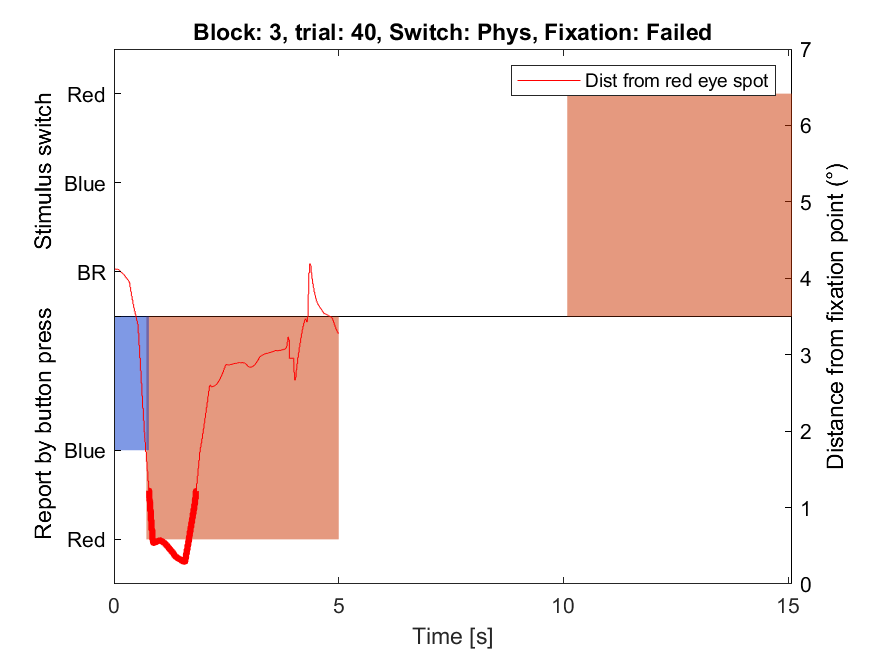 Block: 3, trial: 40, Switch: Phys, Fixation: Failed
Dist from red eye spot
Stimulus switch
Red
Blue
BR
Report by button press
Blue
Red
7
6
5
4
3
2
1
0
Distance from fixation point (°)
0
5
10
15
Time [s]